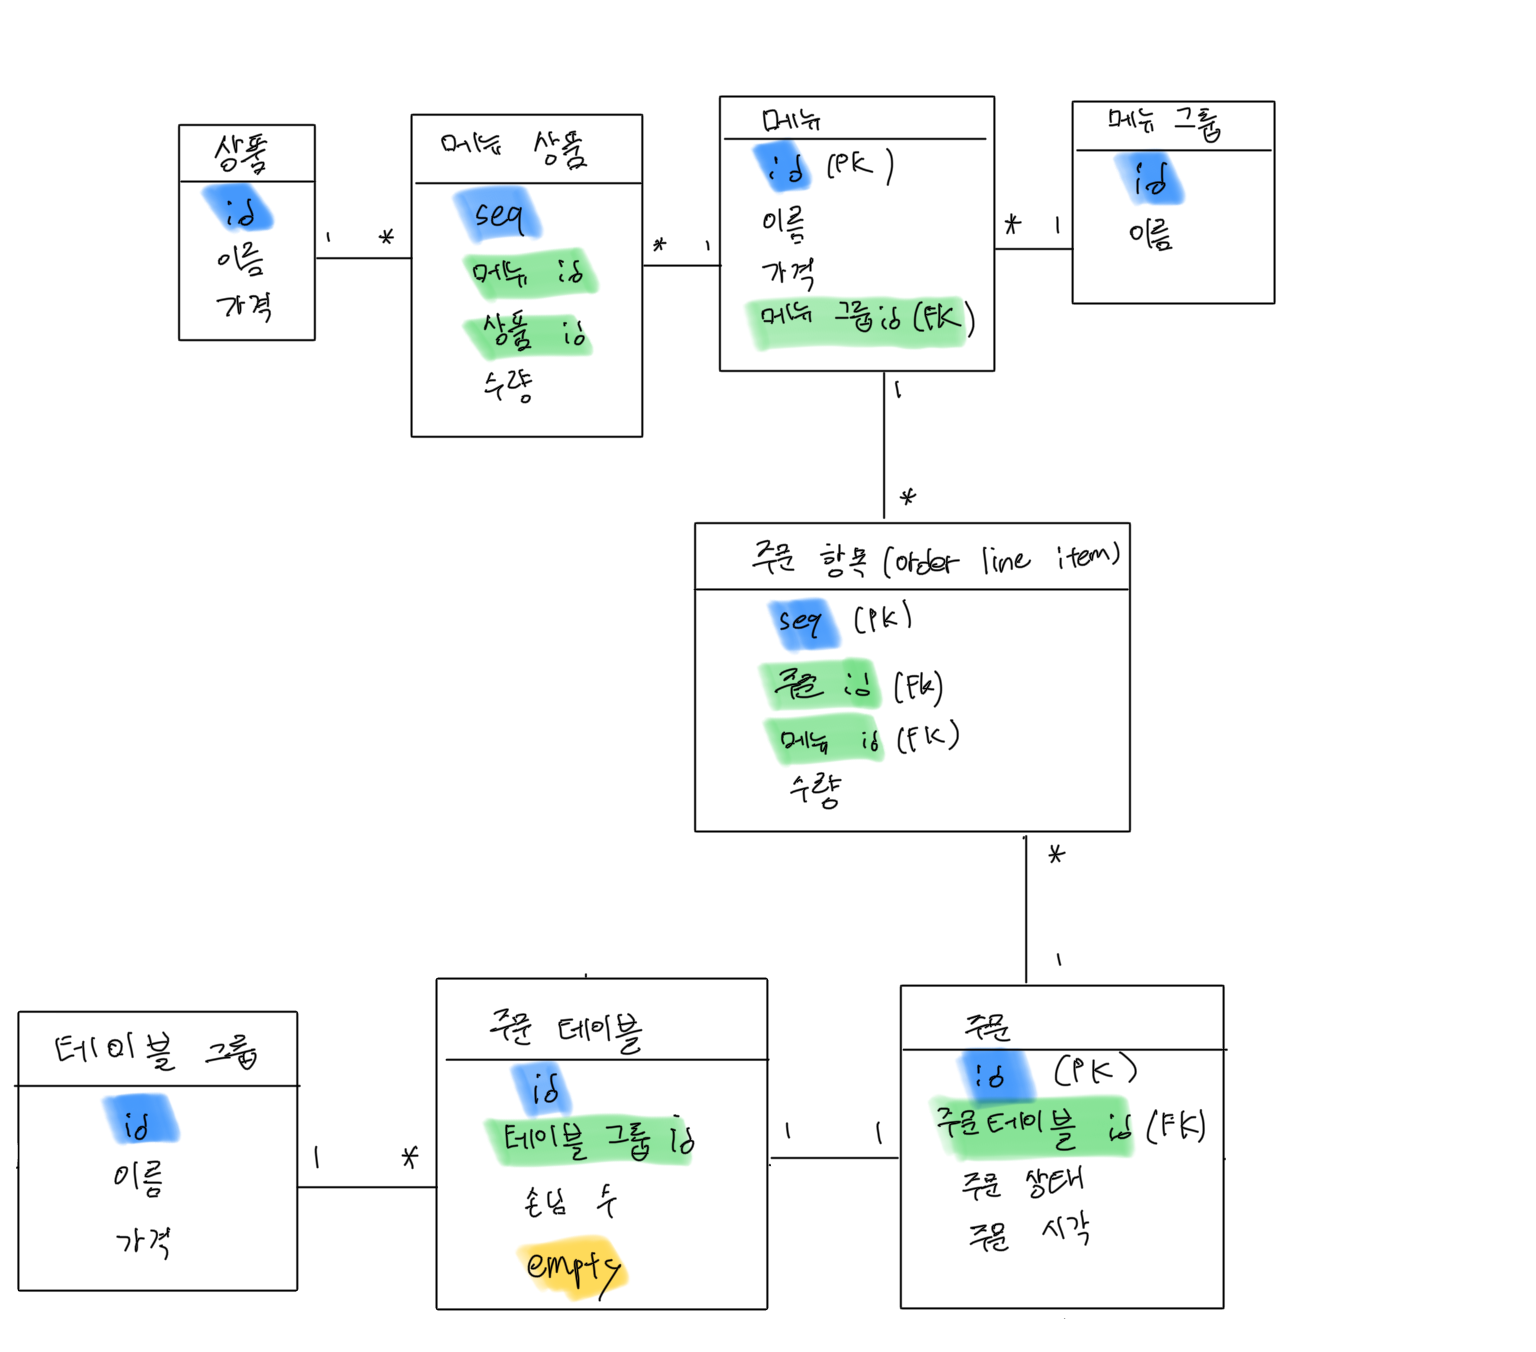 상품
id
이름
가격
1 *
메뉴 상품
seq
메뉴 id
상품 id
수량
* 1
메뉴
id (PK)
이름
가격
메뉴 그룹id (FK)
* 1
메뉴 그룹
id
이름
1
*
주문 항목 (order line item)
seq (PK)
주문 id (FK)
메뉴 id (FK)
수량
*
1
테이블 그룹
id
이름
가격
1 *
주문 테이블
id
테이블 그룹 id
손님 수
empty
1 1
주문
id (PK)
주문테이블 id (FK)
주문 상태
주문 시각